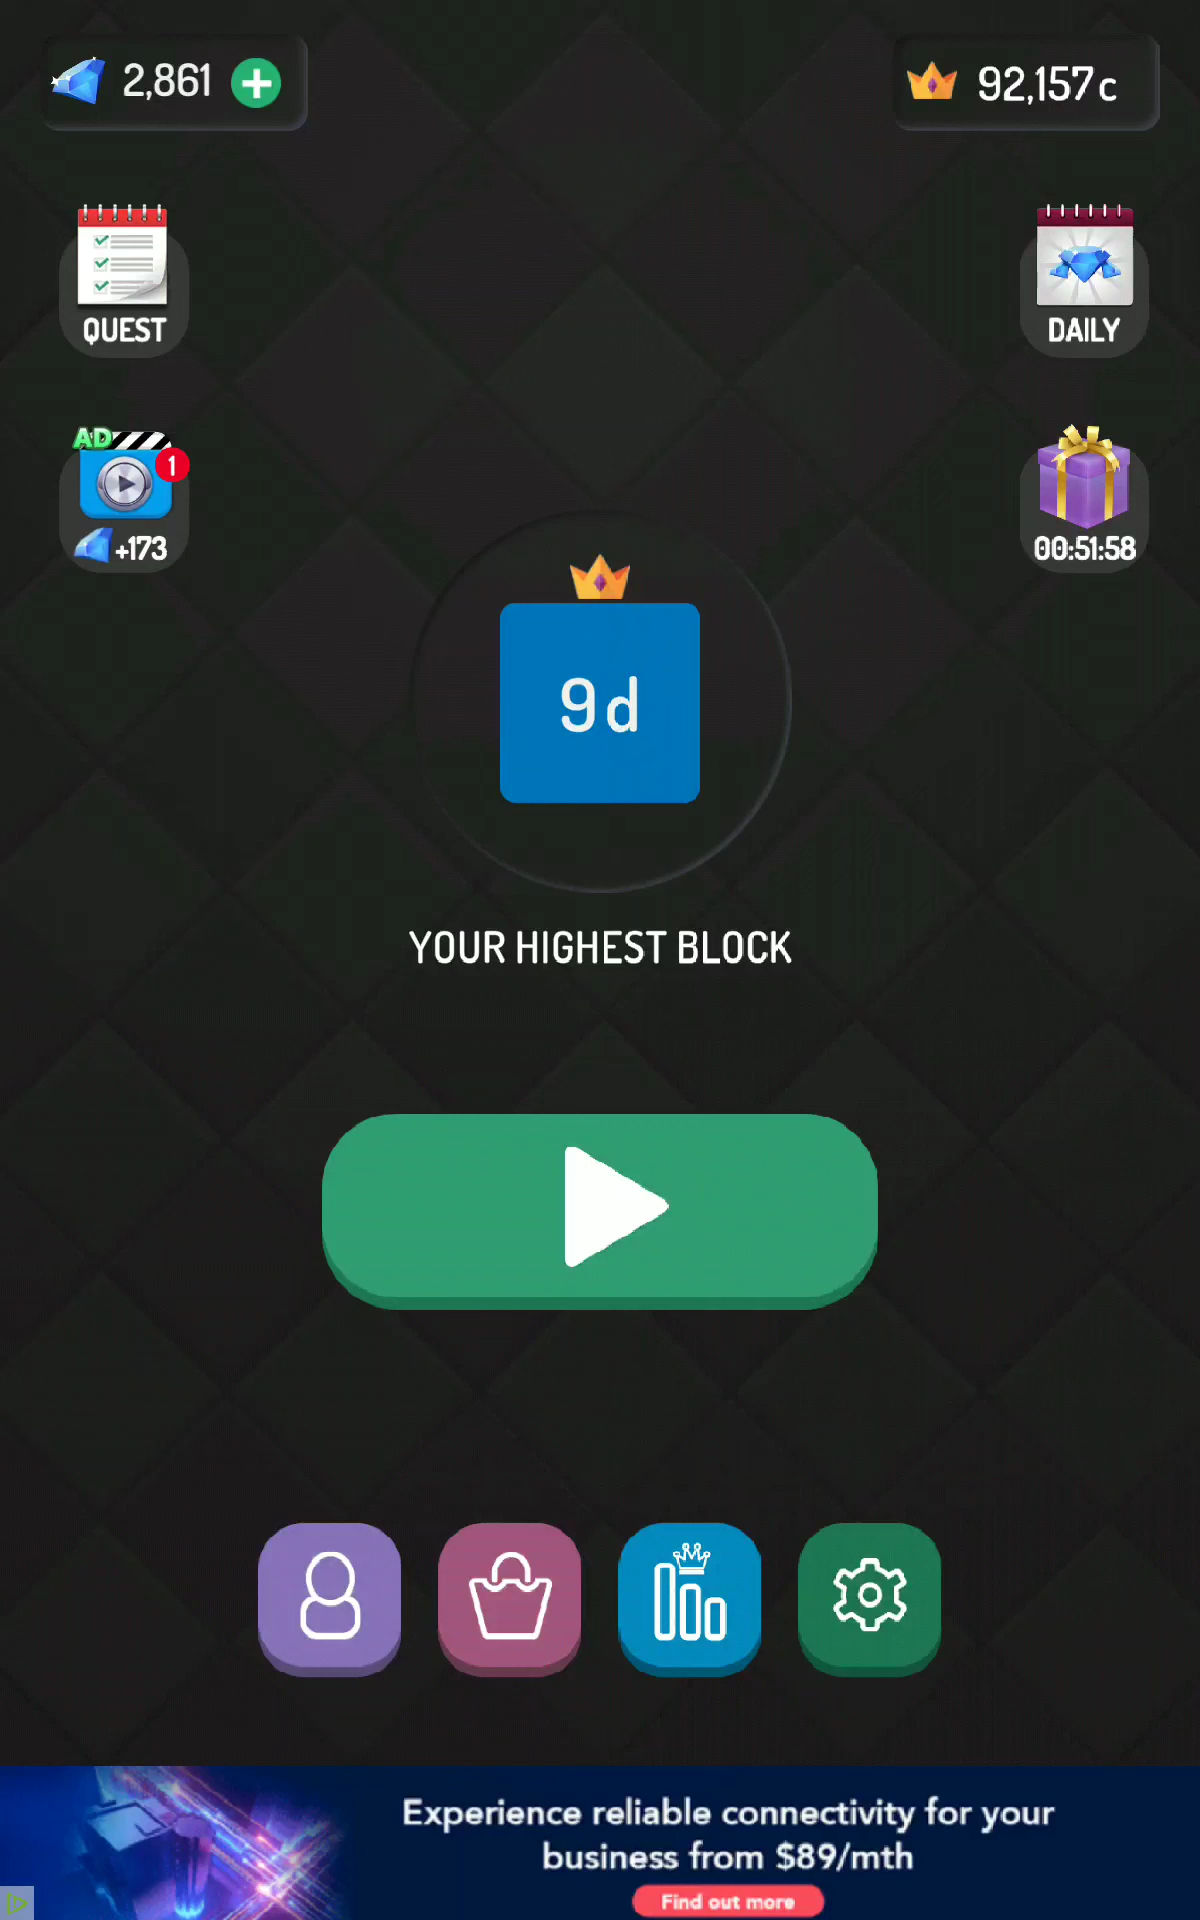 2,861
92,157c
QUEST
DAILY
AD
1
+173
00:51:58
9d
YOUR HIGHEST BLOCK
Experience reliable connectivity for your
business from $89/mth
Find out more